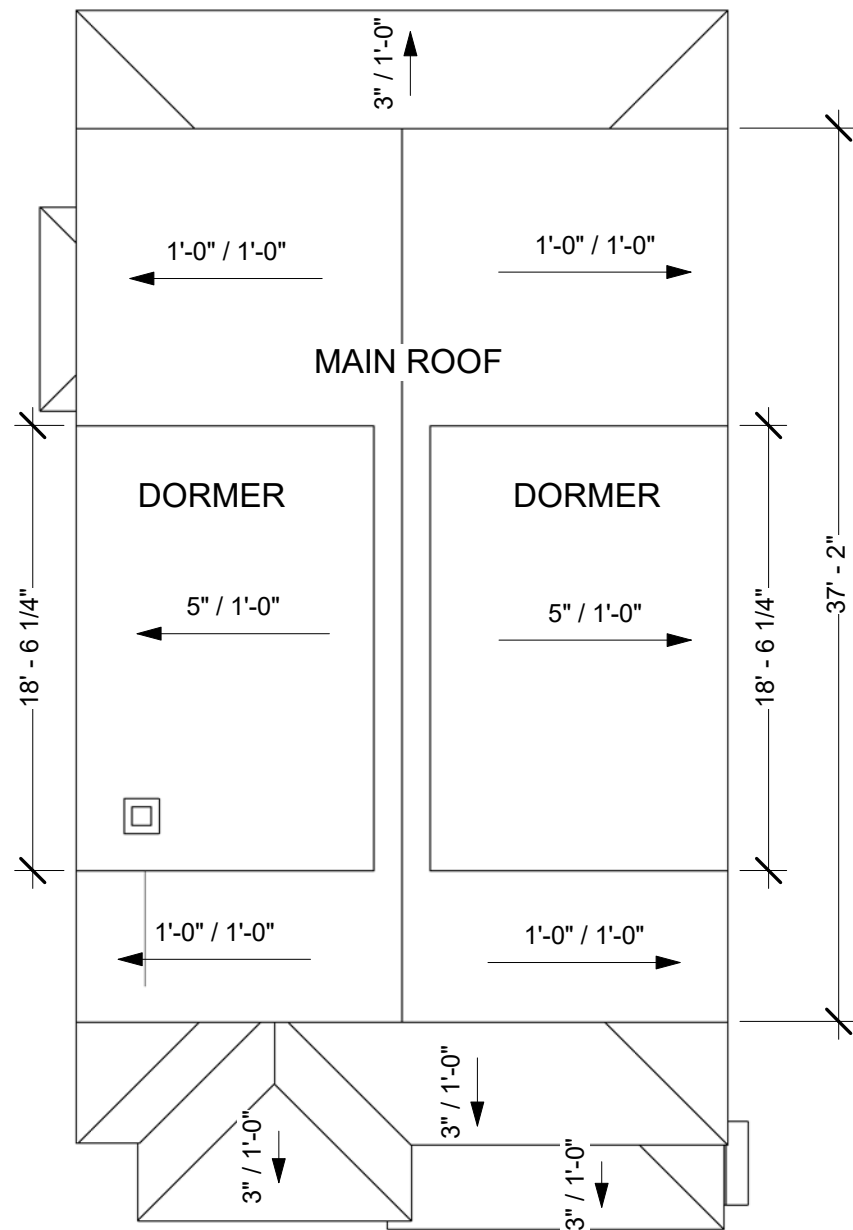 3" / 1'-0"
1'-0" / 1'-0"
1'-0" / 1'-0"
MAIN ROOF
DORMER
DORMER
5" / 1'-0"
5" / 1'-0"
18' - 6 1/4"
18' - 6 1/4"
37' - 2"
1'-0" / 1'-0"
1'-0" / 1'-0"
3" / 1'-0"
3" / 1'-0"
3" / 1'-0"